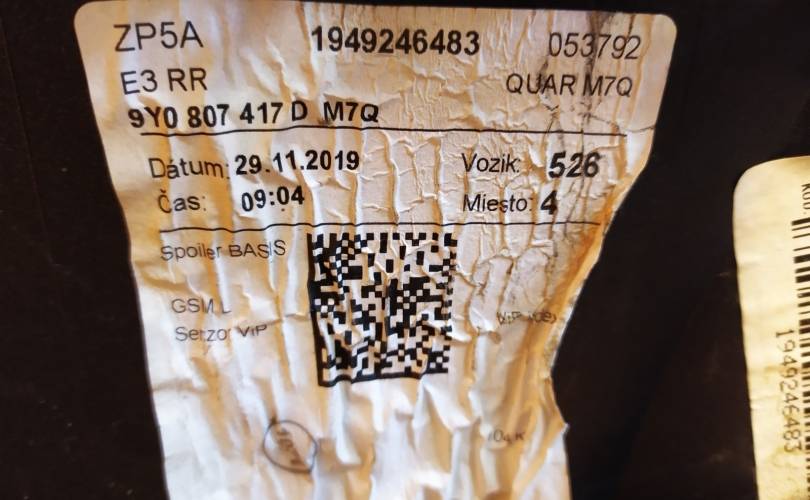 ZP5A 1949246483 053792
E3 RR QUAR M7Q
9Y0 807 417 D M7Q
Dátum: 29.11.2019 Vozik: 526
Čas: 09:04 Miesto: 4
Spoiler BASIS
GSM L
Senzor VIP
1949246483